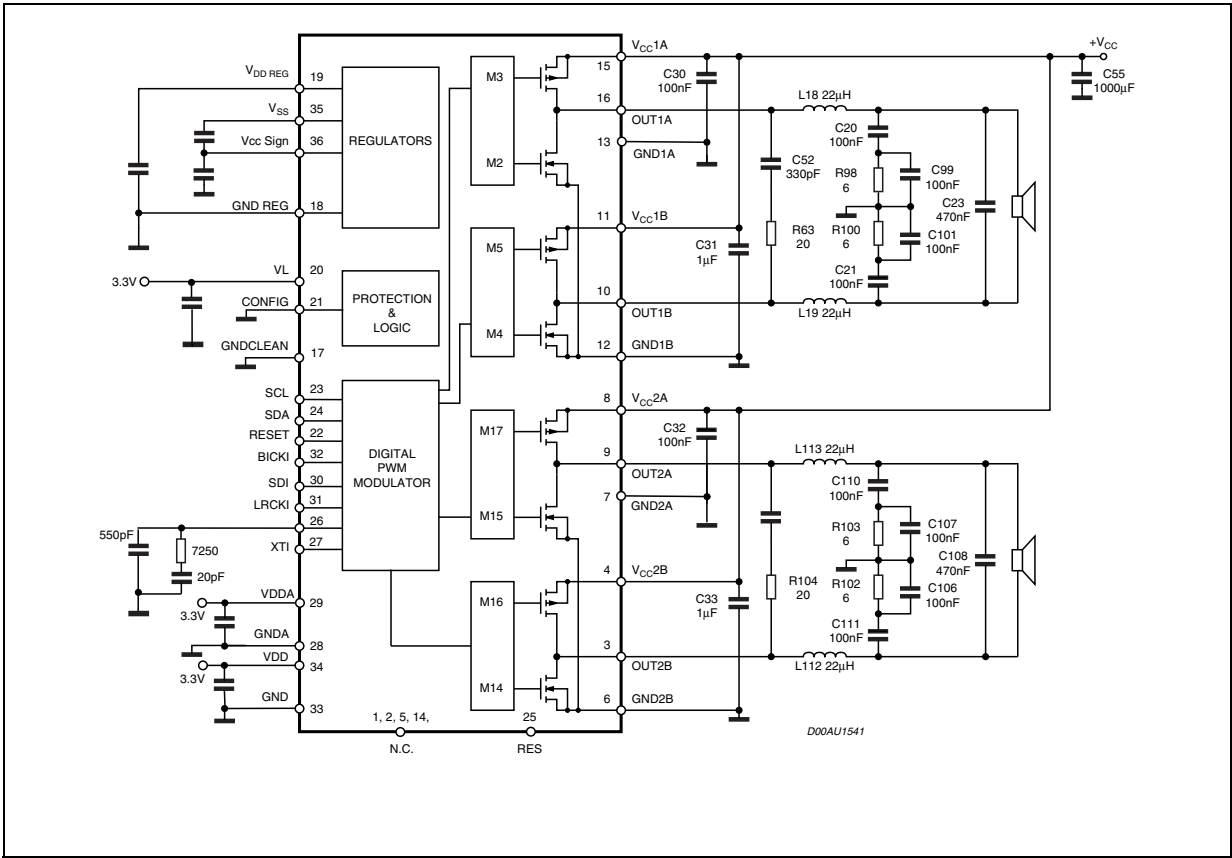 VDD REG
19
VSS
35
Vcc Sign
36
GND REG
18
REGULATORS
3.3V
VL
20
CONFIG
21
PROTECTION
&
LOGIC
GNDCLEAN
17
SCL
23
SDA
24
RESET
22
BICKI
32
SDI
30
LRCKI
31
26
XTI
27
DIGITAL
PWM
MODULATOR
550pF
7250
20pF
VDDA
29
3.3V
GNDA
28
VDD
34
3.3V
GND
33
1, 2, 5, 14,
N.C.
25
RES
M3
M2
M5
M4
M17
M15
M16
M14
VCC1A
15
16
OUT1A
13
GND1A
11
VCC1B
10
OUT1B
12
GND1B
8
VCC2A
9
OUT2A
7
GND2A
4
VCC2B
3
OUT2B
6
GND2B
C30
100nF
C31
1μF
C32
100nF
C33
1μF
+VCC
C55
1000μF
L18 22μH
C20
100nF
C52
330pF
R98
6
C99
100nF
C23
470nF
R63
20
R100
6
C101
100nF
C21
100nF
L19 22μH
L113 22μH
C110
100nF
R103
6
C107
100nF
C108
470nF
R104
20
R102
6
C106
100nF
C111
100nF
L112 22μH
D00AU1541